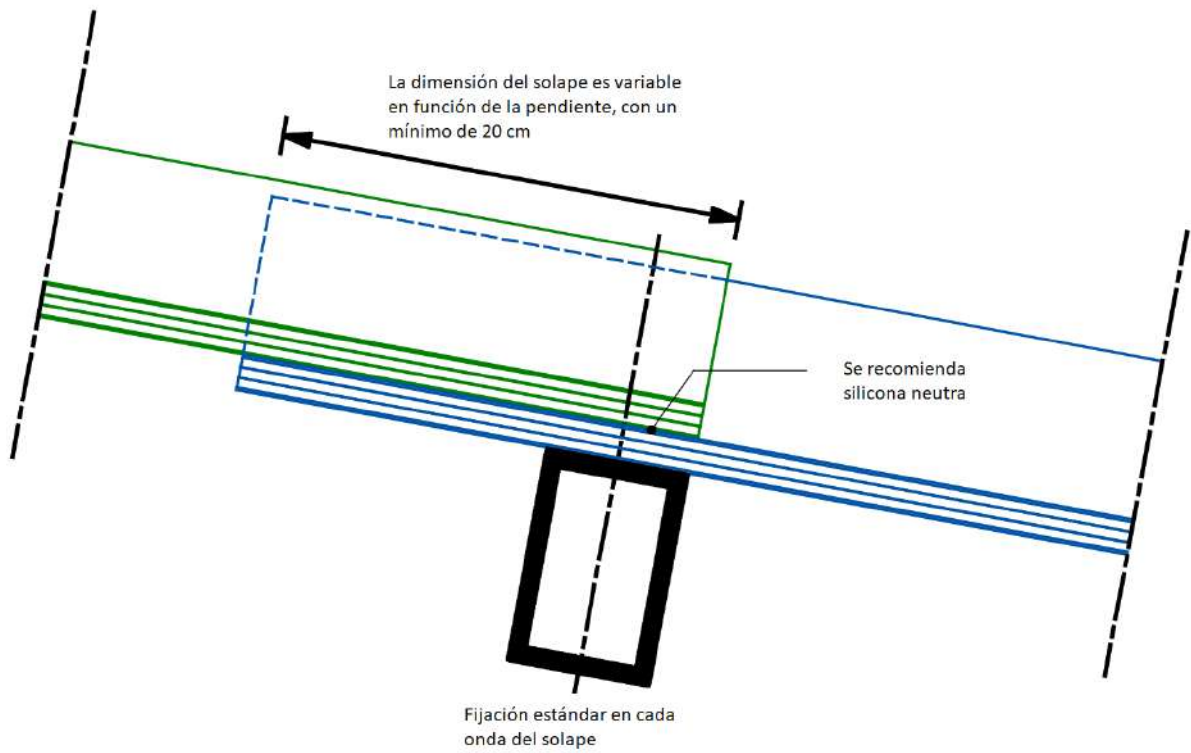 La dimensión del solape es variable
en función de la pendiente, con un
mínimo de 20 cm
Se recomienda
silicona neutra
Fijación estándar en cada
onda del solape